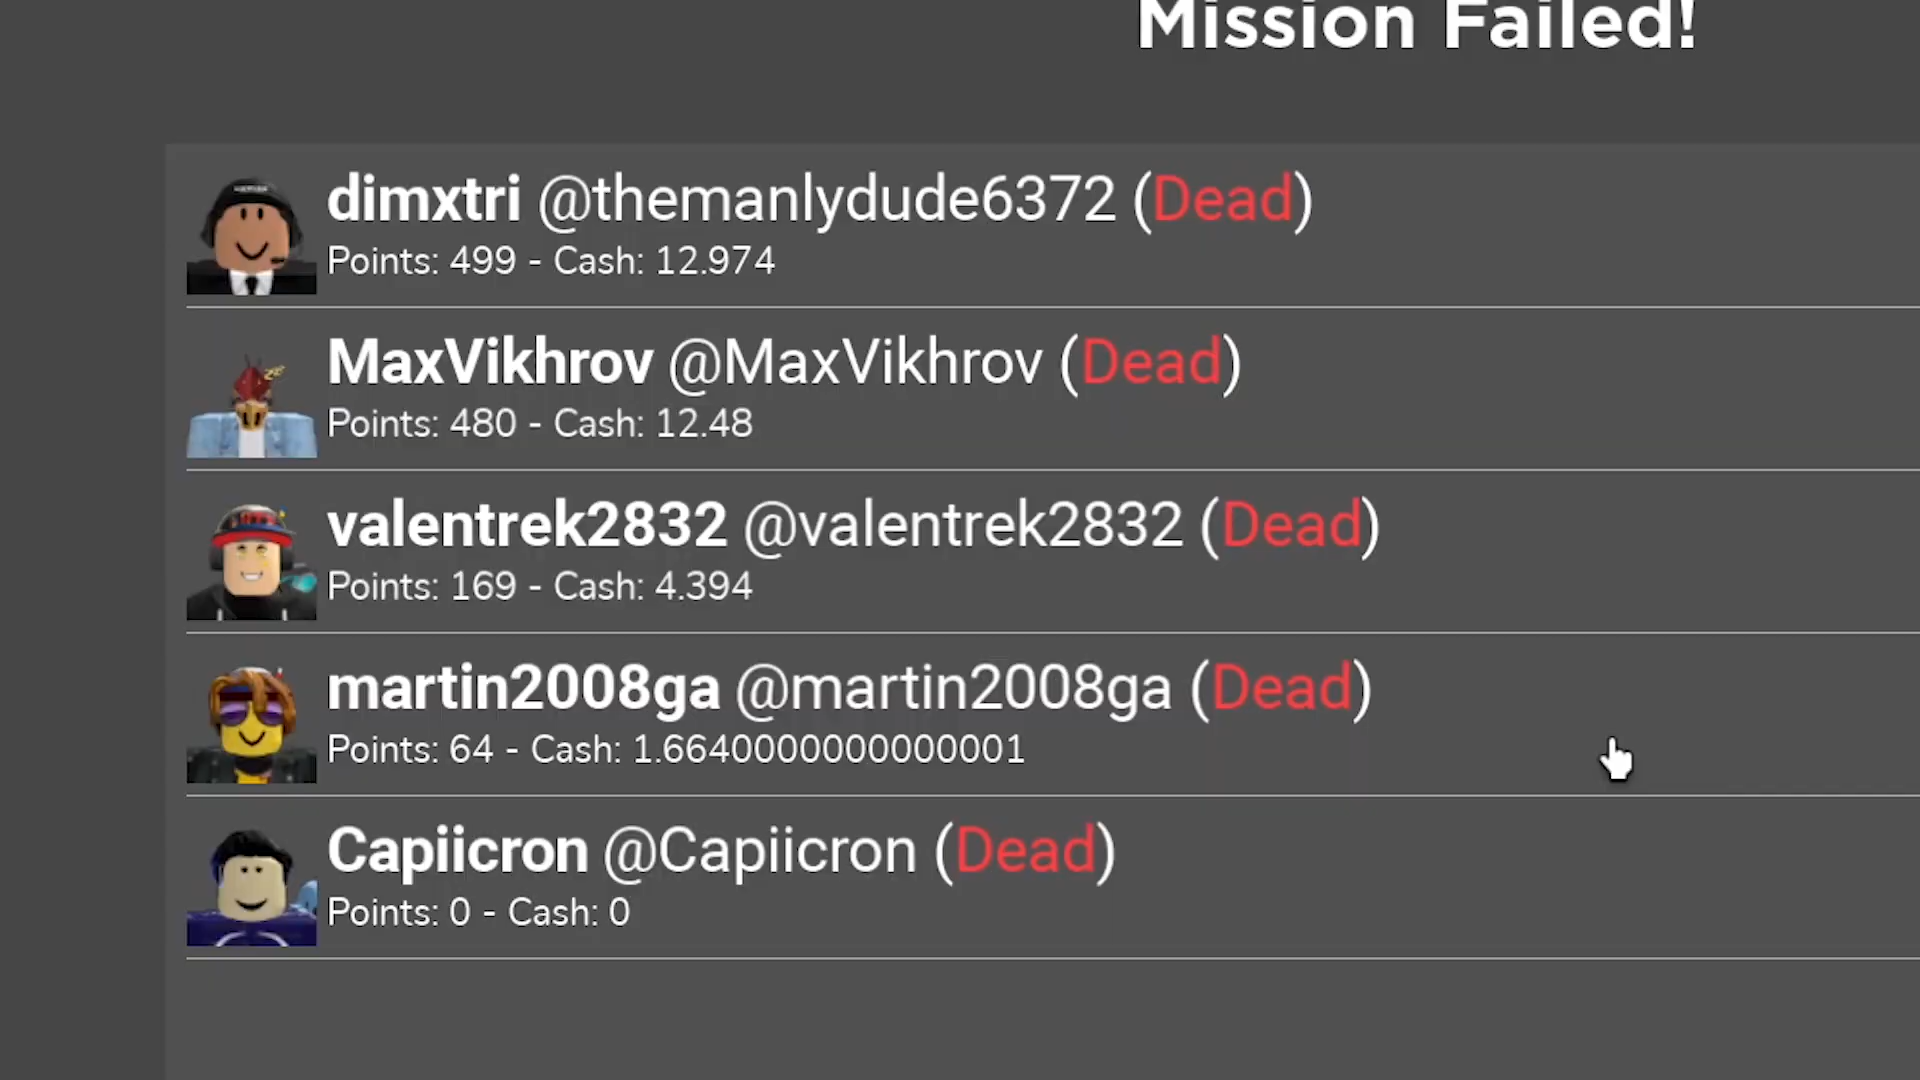 Mission Failed!
dimxtri @themanlydude6372 (Dead)
Points: 499 - Cash: 12.974
MaxVikhrov @MaxVikhrov (Dead)
Points: 480 - Cash: 12.48
valentrek2832 @valentrek2832 (Dead)
Points: 169 - Cash: 4.394
martin2008ga @martin2008ga (Dead)
Points: 64 - Cash: 1.6640000000000001
Capiicron @Capiicron (Dead)
Points: 0 - Cash: 0